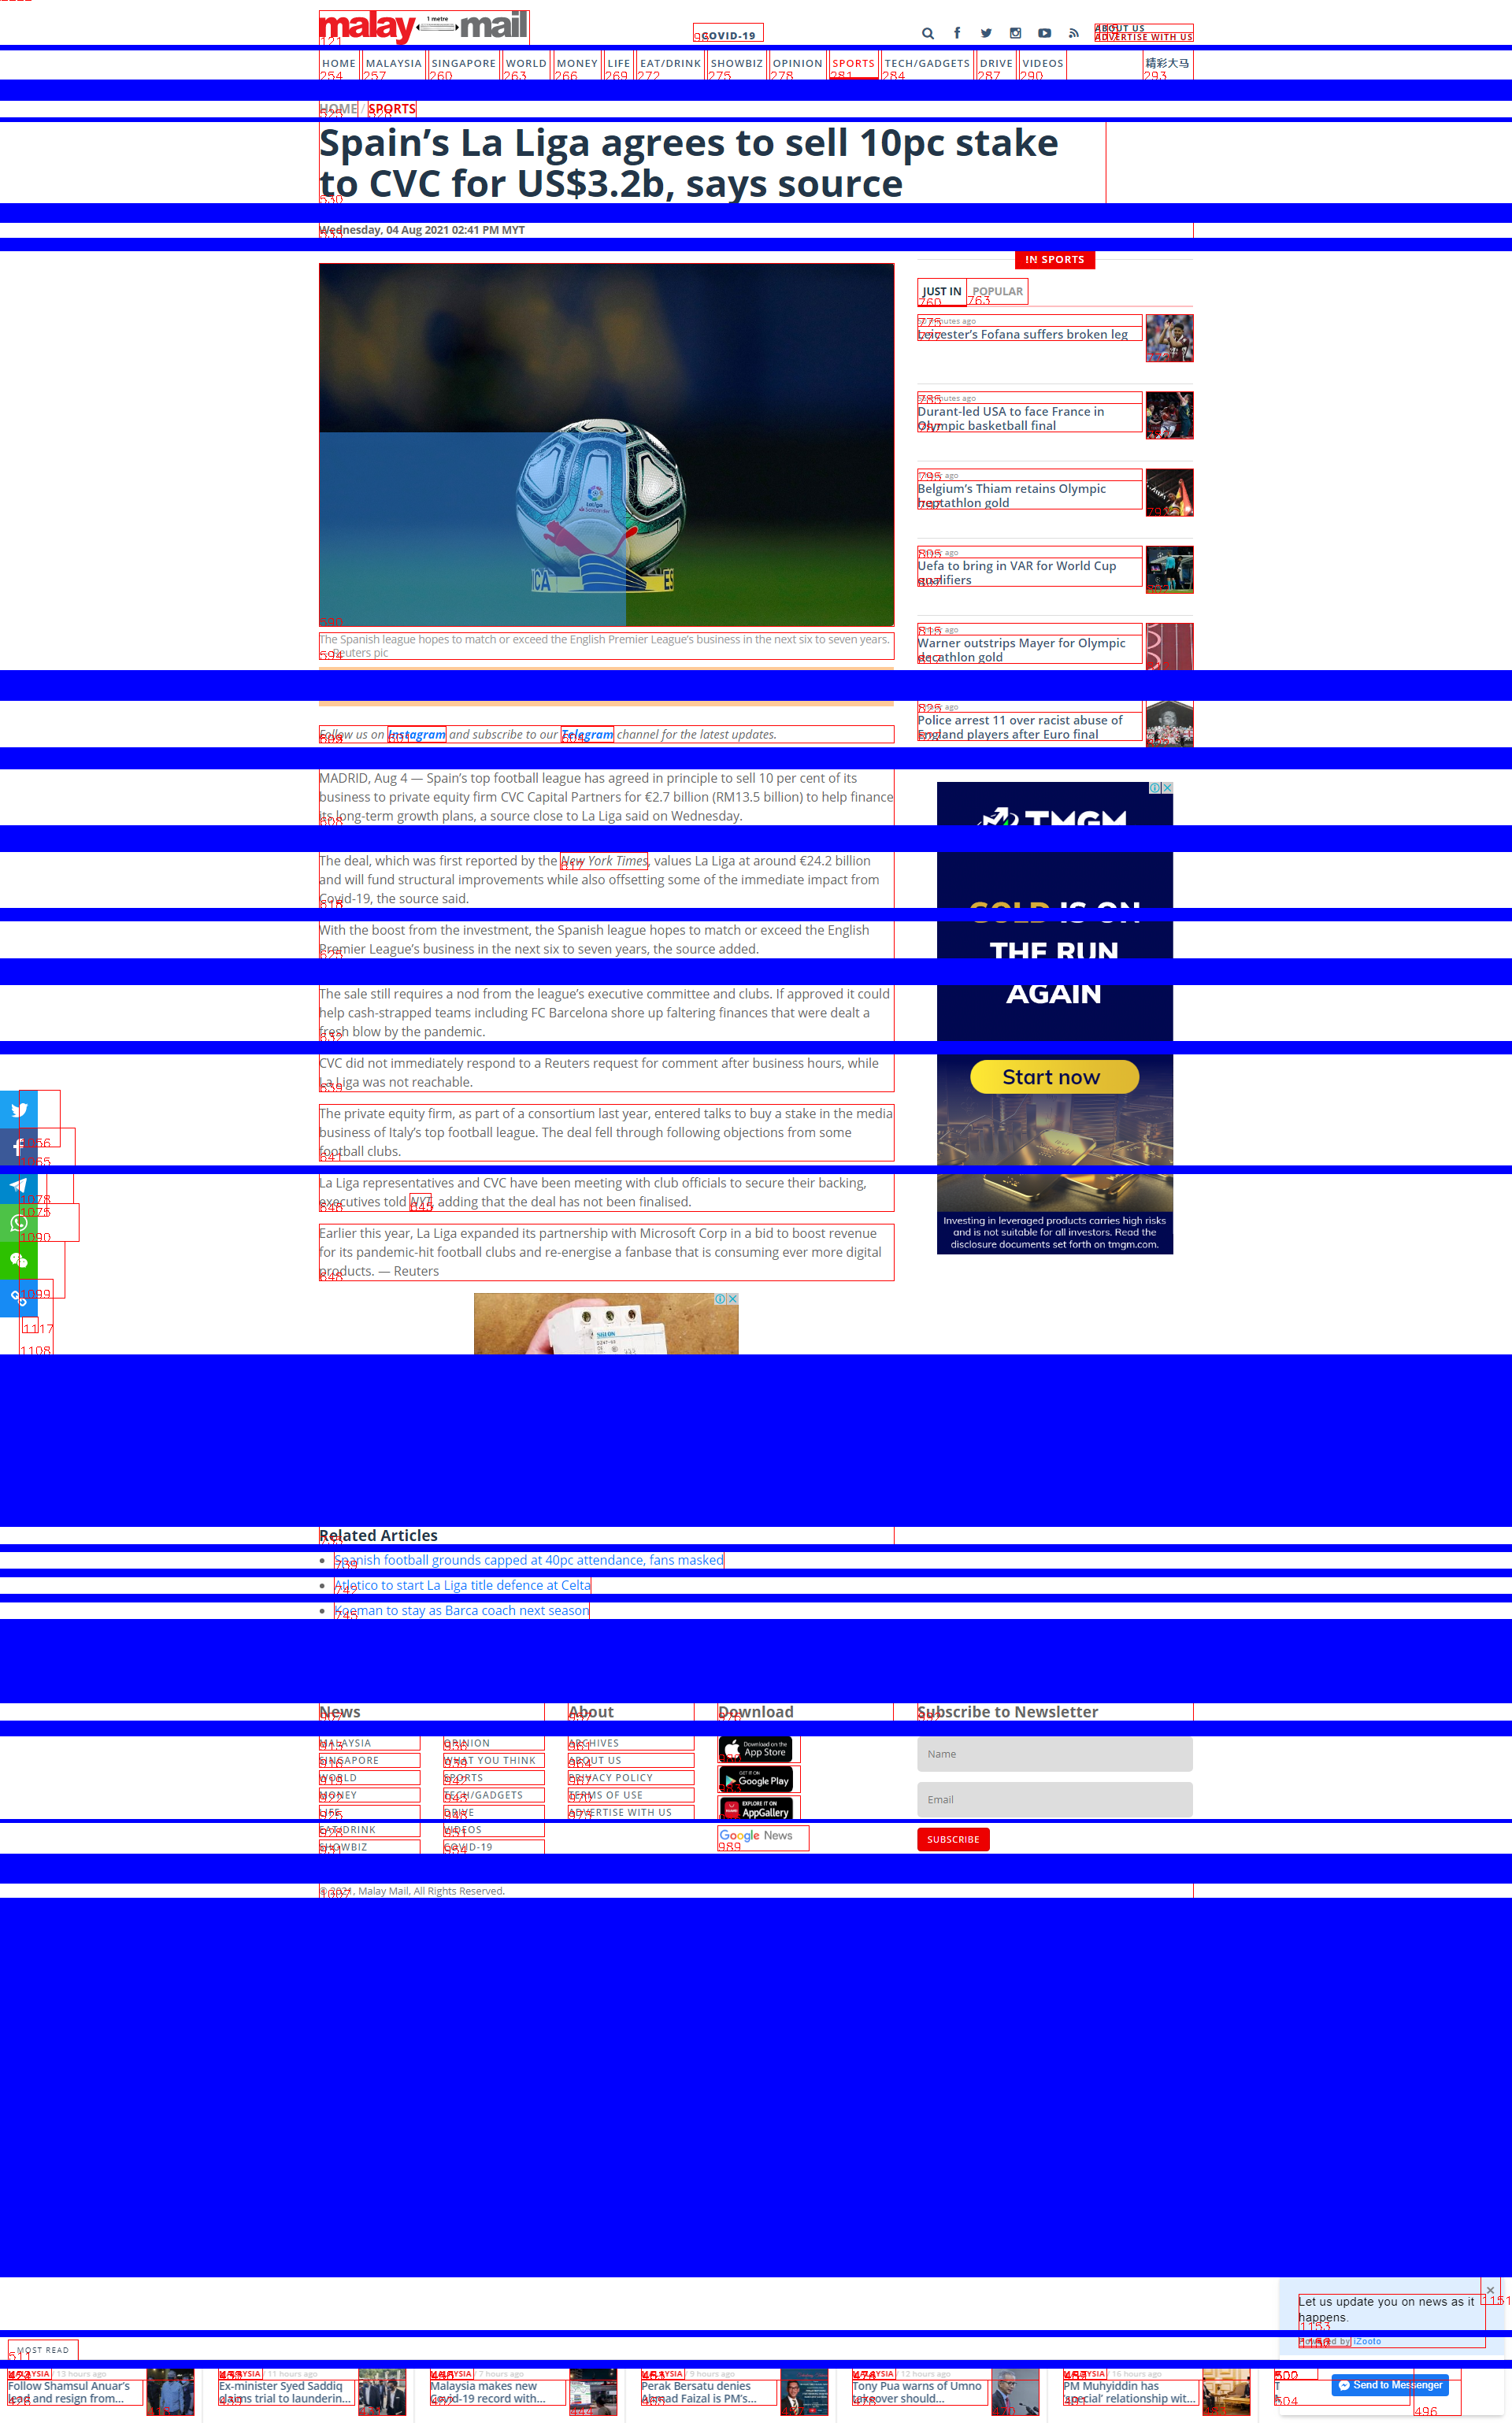 malay mail
1 metre
COVID-19
ABOUT US
ADVERTISE WITH US
HOME
MALAYSIA
SINGAPORE
WORLD
MONEY
LIFE
EAT/DRINK
SHOWBIZ
OPINION
SPORTS
TECH/GADGETS
DRIVE
VIDEOS
精彩大马
HOME / SPORTS
Spain's La Liga agrees to sell 10pc stake
to CVC for US$3.2b, says source
Wednesday, 04 Aug 2021 02:41 PM MYT
The Spanish league hopes to match or exceed the English Premier League's business in the next six to seven years.
— Reuters pic
Follow us on Instagram and subscribe to our Telegram channel for the latest updates.
MADRID, Aug 4 — Spain's top football league has agreed in principle to sell 10 per cent of its
business to private equity firm CVC Capital Partners for €2.7 billion (RM13.5 billion) to help finance
its long-term growth plans, a source close to La Liga said on Wednesday.
The deal, which was first reported by the New York Times, values La Liga at around €24.2 billion
and will fund structural improvements while also offsetting some of the immediate impact from
Covid-19, the source said.
With the boost from the investment, the Spanish league hopes to match or exceed the English
Premier League's business in the next six to seven years, the source added.
The sale still requires a nod from the league's executive committee and clubs. If approved it could
help cash-strapped teams including FC Barcelona shore up faltering finances that were dealt a
fresh blow by the pandemic.
CVC did not immediately respond to a Reuters request for comment after business hours, while
La Liga was not reachable.
The private equity firm, as part of a consortium last year, entered talks to buy a stake in the media
business of Italy's top football league. The deal fell through following objections from some
football clubs.
La Liga representatives and CVC have been meeting with club officials to secure their backing,
executives told NYT, adding that the deal has not been finalised.
Earlier this year, La Liga expanded its partnership with Microsoft Corp in a bid to boost revenue
for its pandemic-hit football clubs and re-energise a fanbase that is consuming ever more digital
products. — Reuters
IN SPORTS
JUST IN
POPULAR
minutes ago
Leicester's Fofana suffers broken leg
minutes ago
Durant-led USA to face France in
Olympic basketball final
ago
Belgium's Thiam retains Olympic
heptathlon gold
ago
Uefa to bring in VAR for World Cup
qualifiers
ago
Warner outstrips Mayer for Olympic
decathlon gold
ago
Police arrest 11 over racist abuse of
England players after Euro final
TMGM
GOLD IS ON
THE RUN
AGAIN
Start now
Investing in leveraged products carries high risks
and is not suitable for all investors. Read the
disclosure documents set forth on tmgm.com.
Related Articles
Spanish football grounds capped at 40pc attendance, fans masked
Atletico to start La Liga title defence at Celta
Koeman to stay as Barca coach next season
News
MALAYSIA
SINGAPORE
WORLD
MONEY
LIFE
EAT/DRINK
SHOWBIZ
OPINION
WHAT YOU THINK
SPORTS
TECH/GADGETS
DRIVE
VIDEOS
COVID-19
About
ARCHIVES
ABOUT US
PRIVACY POLICY
TERMS OF USE
ADVERTISE WITH US
Download
Download on the
App Store
GET IT ON
Google Play
EXPLORE IT ON
AppGallery
Google News
Subscribe to Newsletter
Name
Email
SUBSCRIBE
© 2021, Malay Mail, All Rights Reserved.
Let us update you on news as it
happens.
Powered by iZooto
Send to Messenger
MOST READ
MALAYSIA 13 hours ago
Follow Shamsul Anuar's
lead and resign from...
MALAYSIA 11 hours ago
Ex-minister Syed Saddiq
claims trial to launderin...
MALAYSIA 7 hours ago
Malaysia makes new
Covid-19 record with...
MALAYSIA 9 hours ago
Perak Bersatu denies
Ahmad Faizal is PM's...
MALAYSIA 12 hours ago
Tony Pua warns of Umno
takeover should...
MALAYSIA 16 hours ago
PM Muhyiddin has
'special' relationship wit...